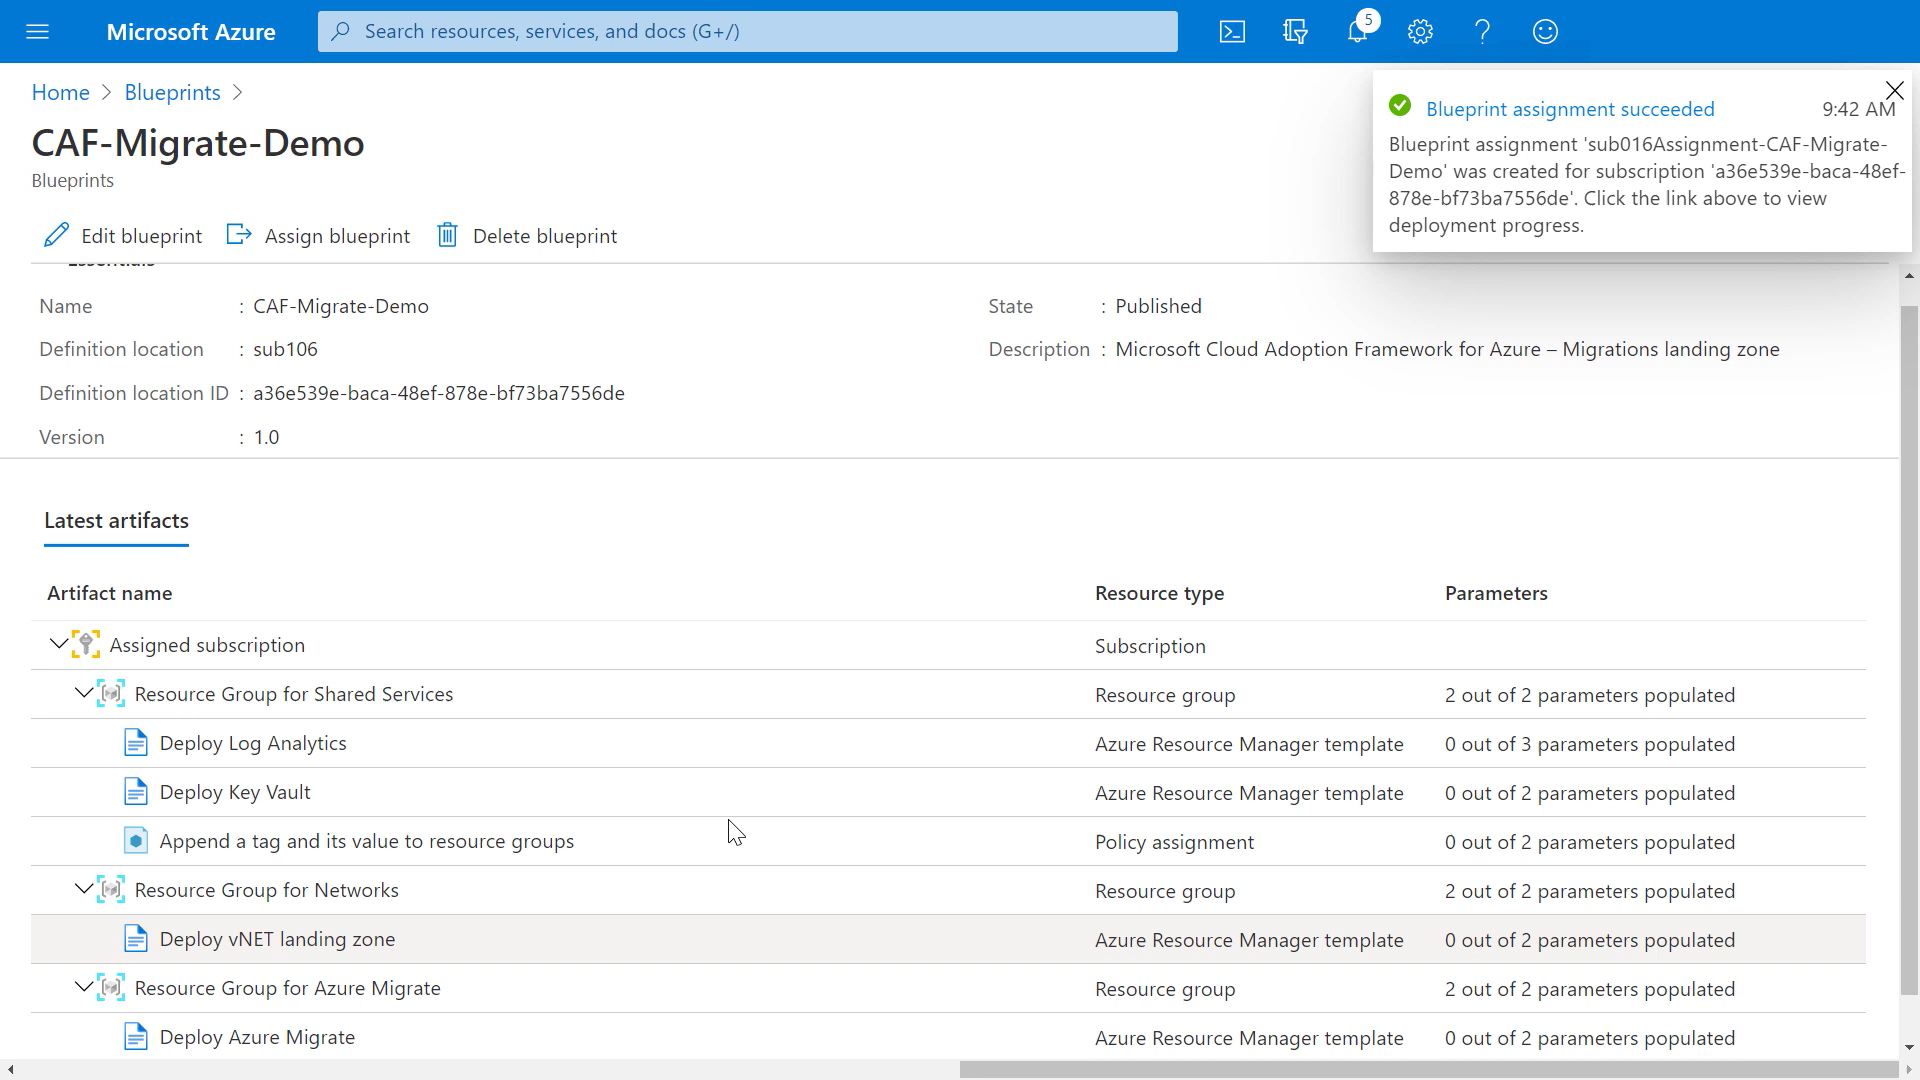 Microsoft Azure
Search resources, services, and docs (G+/)
5
Home > Blueprints >
CAF-Migrate-Demo
Blueprints
Blueprint assignment succeeded 9:42 AM
Blueprint assignment 'sub016Assignment-CAF-Migrate-
Demo' was created for subscription 'a36e539e-baca-48ef-
878e-bf73ba7556de'. Click the link above to view
deployment progress.
Edit blueprint Assign blueprint Delete blueprint
Essentials
Name : CAF-Migrate-Demo State : Published
Definition location : sub106 Description : Microsoft Cloud Adoption Framework for Azure – Migrations landing zone
Definition location ID : a36e539e-baca-48ef-878e-bf73ba7556de
Version : 1.0
Latest artifacts
Artifact name Resource type Parameters
Assigned subscription Subscription
Resource Group for Shared Services Resource group 2 out of 2 parameters populated
Deploy Log Analytics Azure Resource Manager template 0 out of 3 parameters populated
Deploy Key Vault Azure Resource Manager template 0 out of 2 parameters populated
Append a tag and its value to resource groups Policy assignment 0 out of 2 parameters populated
Resource Group for Networks Resource group 2 out of 2 parameters populated
Deploy vNET landing zone Azure Resource Manager template 0 out of 2 parameters populated
Resource Group for Azure Migrate Resource group 2 out of 2 parameters populated
Deploy Azure Migrate Azure Resource Manager template 0 out of 2 parameters populated